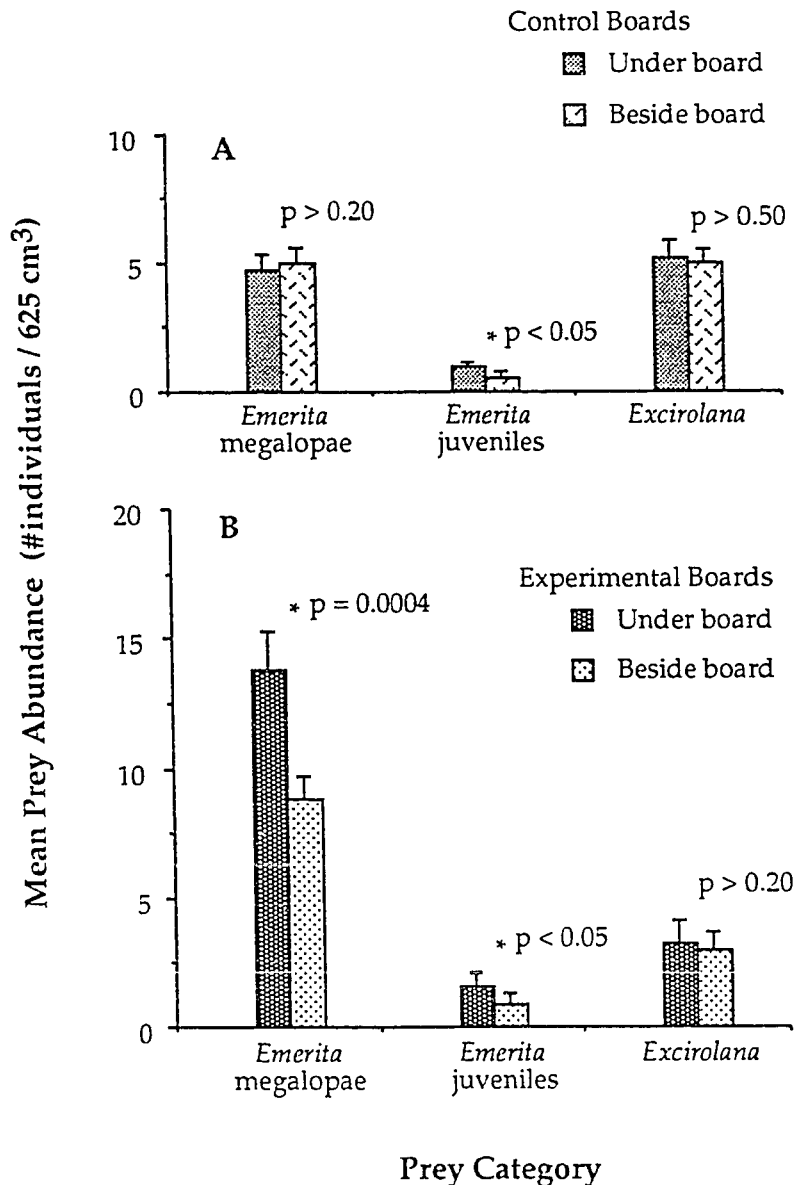 Control Boards
Under board
Beside board
Mean Prey Abundance (#individuals / 625 cm³)
10
5
0
A
p > 0.20
* p < 0.05
p > 0.50
Emerita
megalopae
Emerita
juveniles
Excirolana
20
15
10
5
0
B
Experimental Boards
Under board
Beside board
* p = 0.0004
* p < 0.05
p > 0.20
Emerita
megalopae
Emerita
juveniles
Excirolana
Prey Category